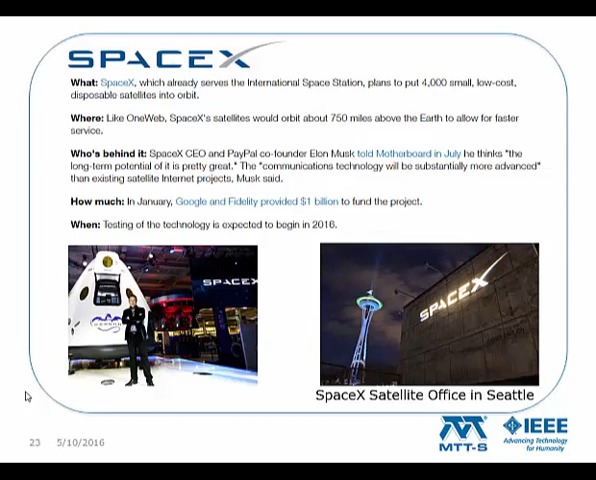 SPACEX
What: SpaceX, which already serves the International Space Station, plans to put 4,000 small, low-cost,
disposable satellites into orbit.
Where: Like OneWeb, SpaceX's satellites would orbit about 750 miles above the Earth to allow for faster
service.
Who's behind it: SpaceX CEO and PayPal co-founder Elon Musk told Motherboard in July he thinks "the
long-term potential of it is pretty great." The "communications technology will be substantially more advanced"
than existing satellite Internet projects, Musk said.
How much: In January, Google and Fidelity provided $1 billion to fund the project.
When: Testing of the technology is expected to begin in 2016.
SPACEX
SPACEX
SpaceX Satellite Office in Seattle
23 5/10/2016
MTT-S
IEEE
Advancing Technology
for Humanity